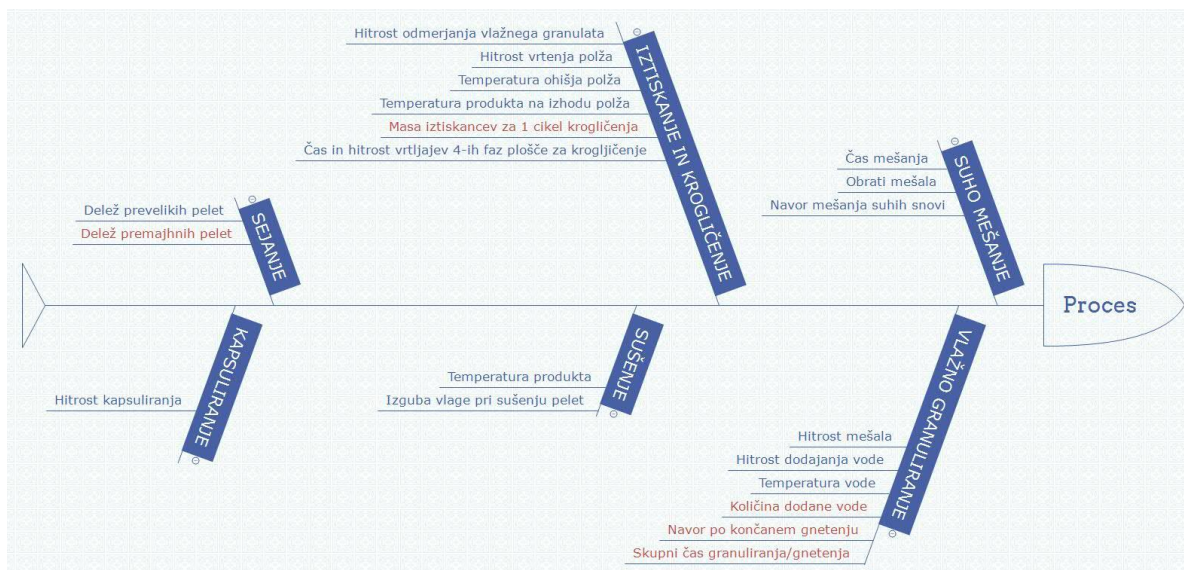 Hitrost odmerjanja vlažnega granulata
Hitrost vrtenja polža
Temperatura ohišja polža
Temperatura produkta na izhodu polža
Masa iztiskancev za 1 cikel krogličenja
Čas in hitrost vrtljajev 4-ih faz plošče za krogljičenje
IZTISKANJE IN KROGLIČENJE
Čas mešanja
Obrati mešala
Navor mešanja suhih snovi
SUHO MEŠANJE
Delež prevelikih pelet
Delež premajhnih pelet
SEJANJE
Proces
Hitrost kapsuliranja
KAPSULIRANJE
Temperatura produkta
Izguba vlage pri sušenju pelet
SUŠENJE
Hitrost mešala
Hitrost dodajanja vode
Temperatura vode
Količina dodane vode
Navor po končanem gnetenju
Skupni čas granuliranja/gnetenja
VLAŽNO GRANULIRANJE